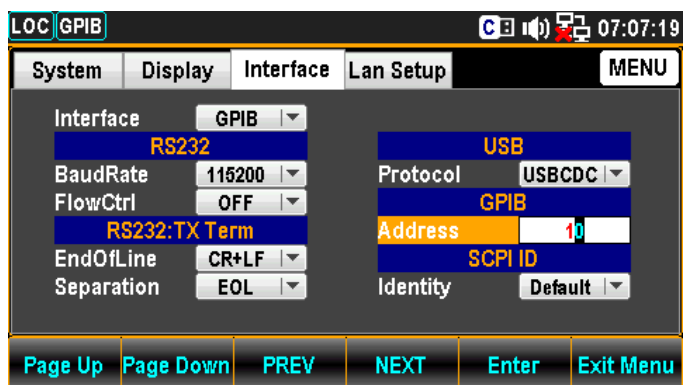 LOC GPIB C 07:07:19
System Display Interface Lan Setup MENU
Interface GPIB
RS232
BaudRate 115200
FlowCtrl OFF
RS232:TX Term
EndOfLine CR+LF
Separation EOL
USB
Protocol USBCDC
GPIB
Address 10
SCPI ID
Identity Default
Page Up Page Down PREV NEXT Enter Exit Menu